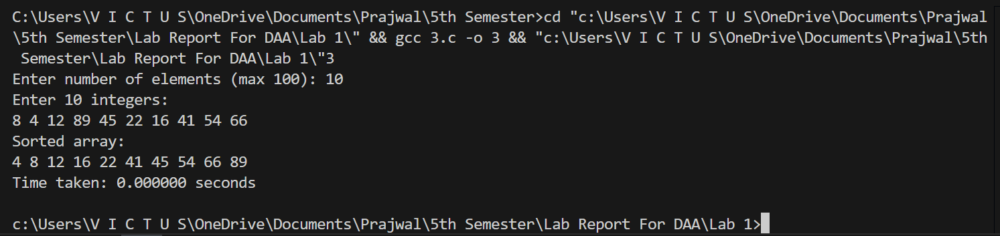 C:\Users\V I C T U S\OneDrive\Documents\Prajwal\5th Semester>cd "c:\Users\V I C T U S\OneDrive\Documents\Prajwal
\5th Semester\Lab Report For DAA\Lab 1\" && gcc 3.c -o 3 && "c:\Users\V I C T U S\OneDrive\Documents\Prajwal\5th
 Semester\Lab Report For DAA\Lab 1\"3
Enter number of elements (max 100): 10
Enter 10 integers:
8 4 12 89 45 22 16 41 54 66
Sorted array:
4 8 12 16 22 41 45 54 66 89
Time taken: 0.000000 seconds
c:\Users\V I C T U S\OneDrive\Documents\Prajwal\5th Semester\Lab Report For DAA\Lab 1>